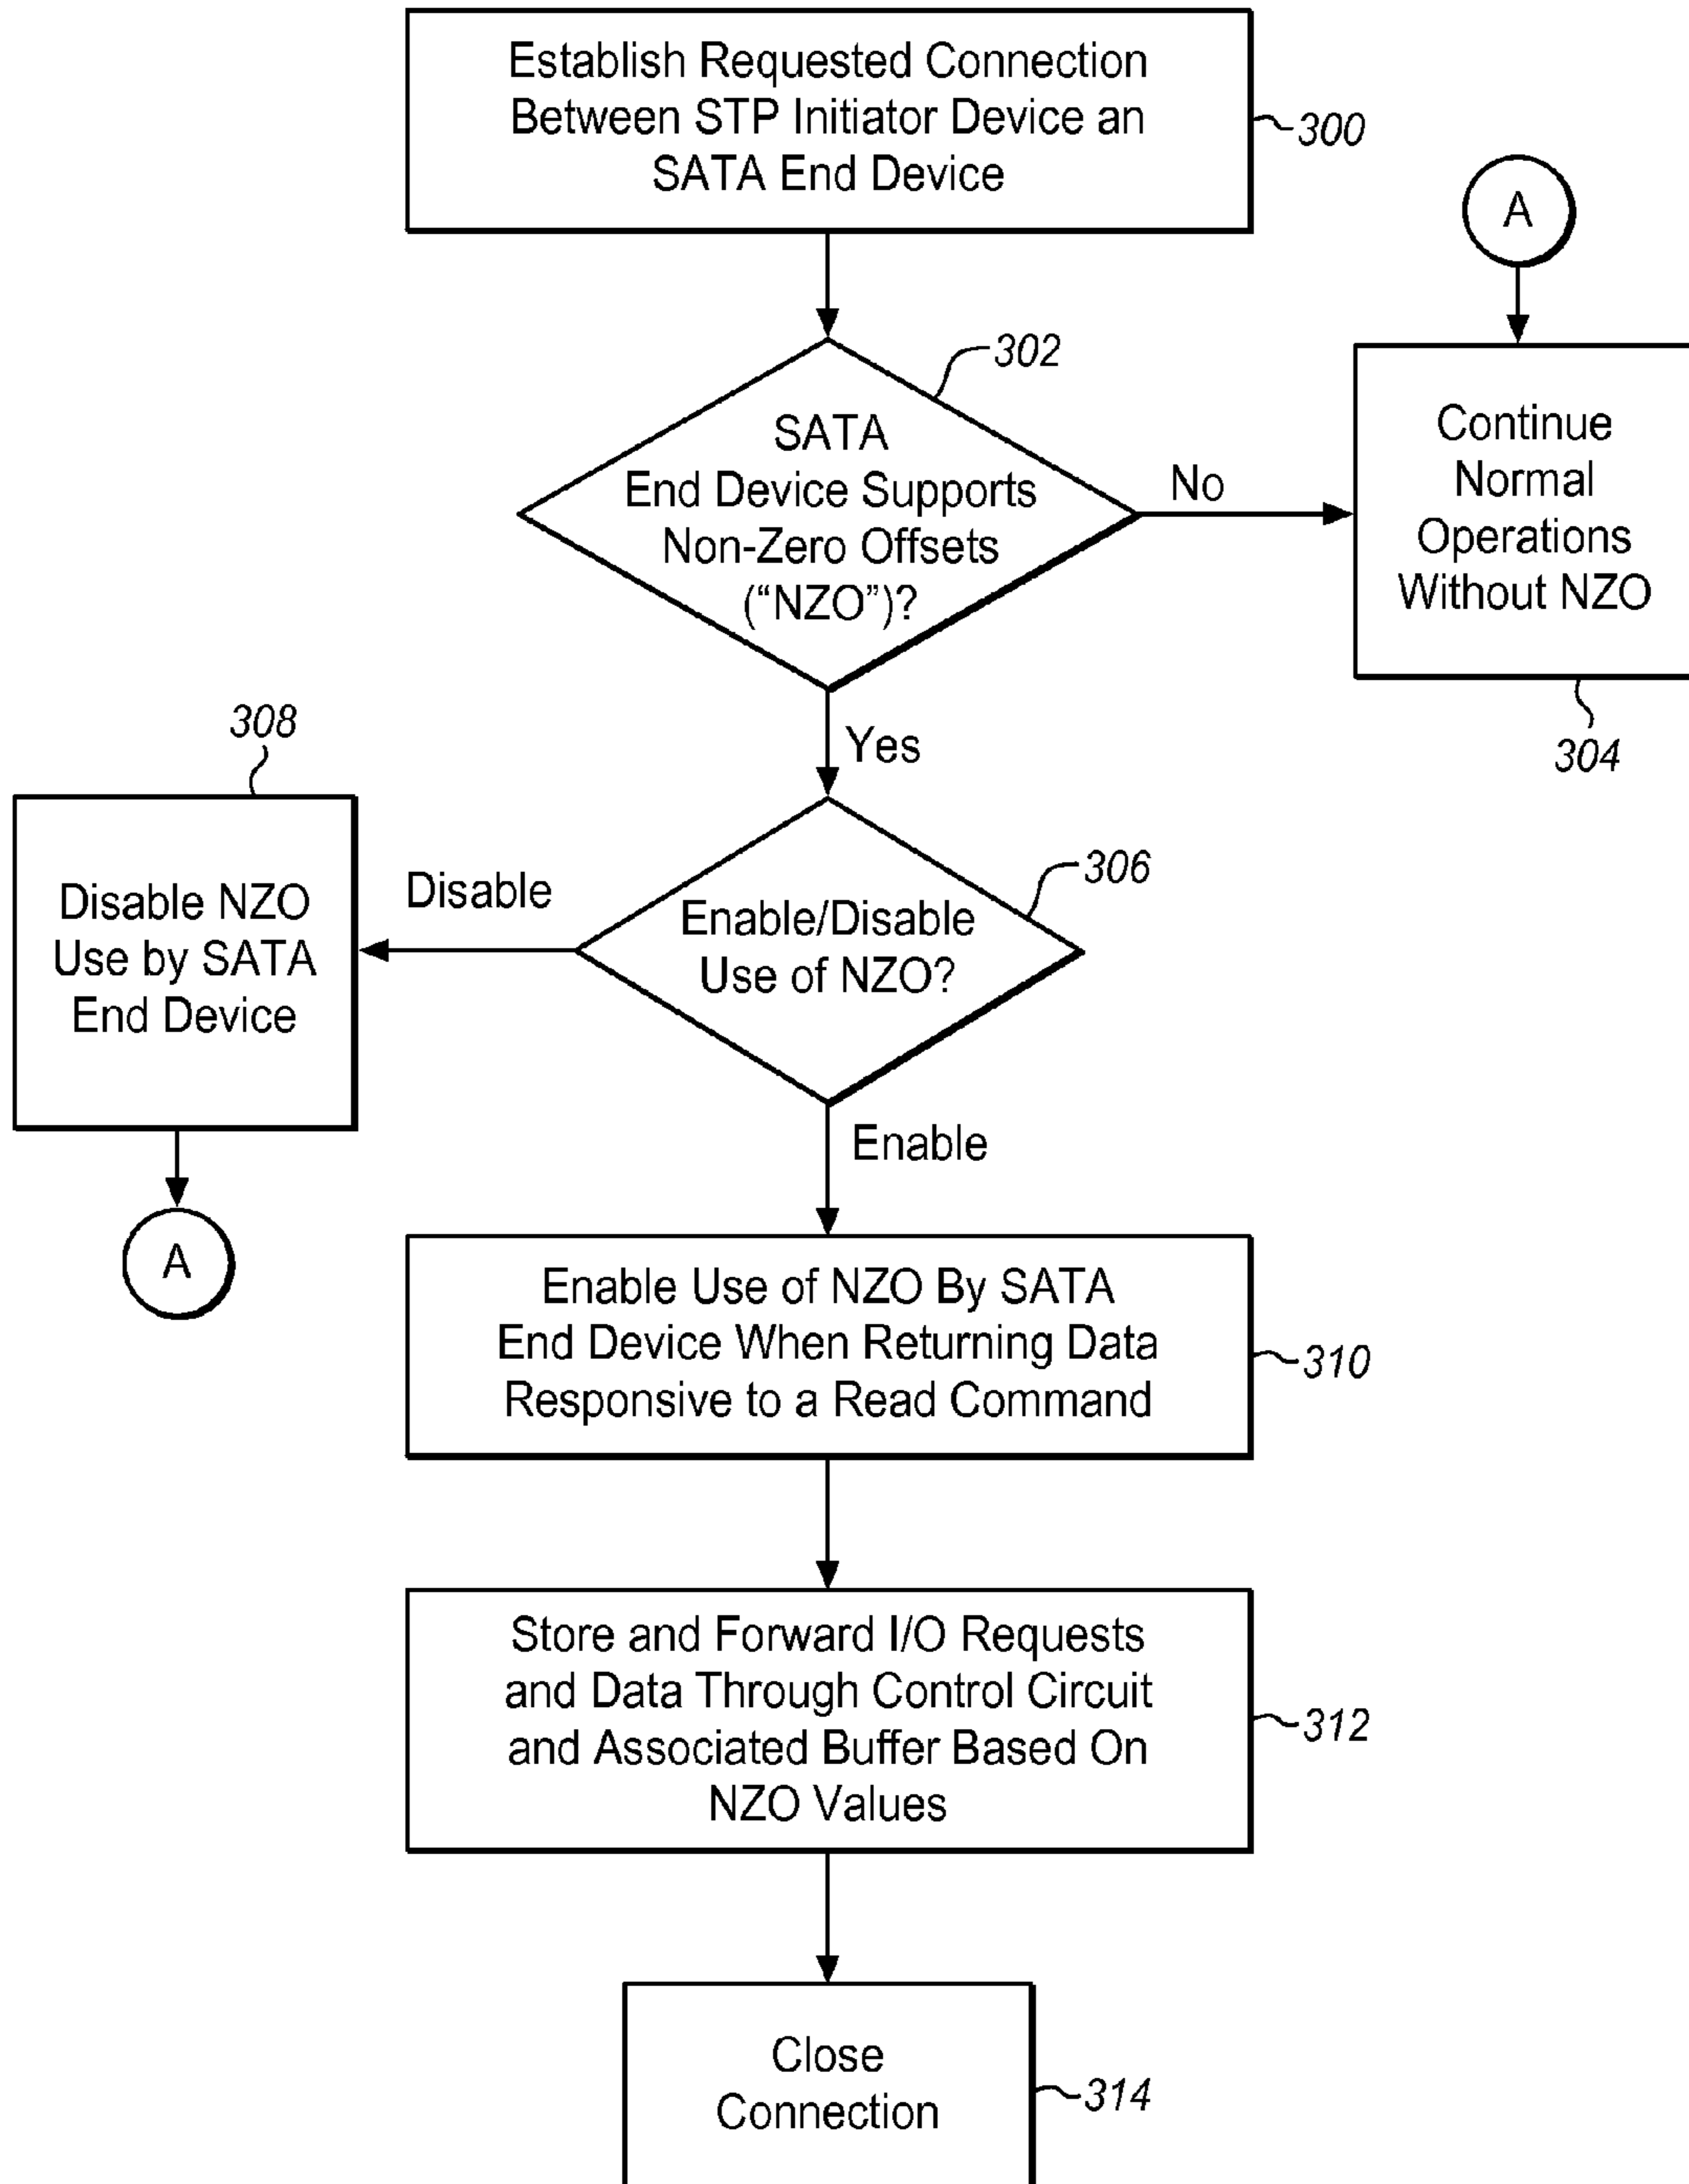 Establish Requested Connection
Between STP Initiator Device an
SATA End Device
300
A
302
SATA
End Device Supports
Non-Zero Offsets
(“NZO”)?
No
Continue
Normal
Operations
Without NZO
304
Yes
308
Disable NZO
Use by SATA
End Device
Disable
306
Enable/Disable
Use of NZO?
Enable
A
Enable Use of NZO By SATA
End Device When Returning Data
Responsive to a Read Command
310
Store and Forward I/O Requests
and Data Through Control Circuit
and Associated Buffer Based On
NZO Values
312
Close
Connection
314